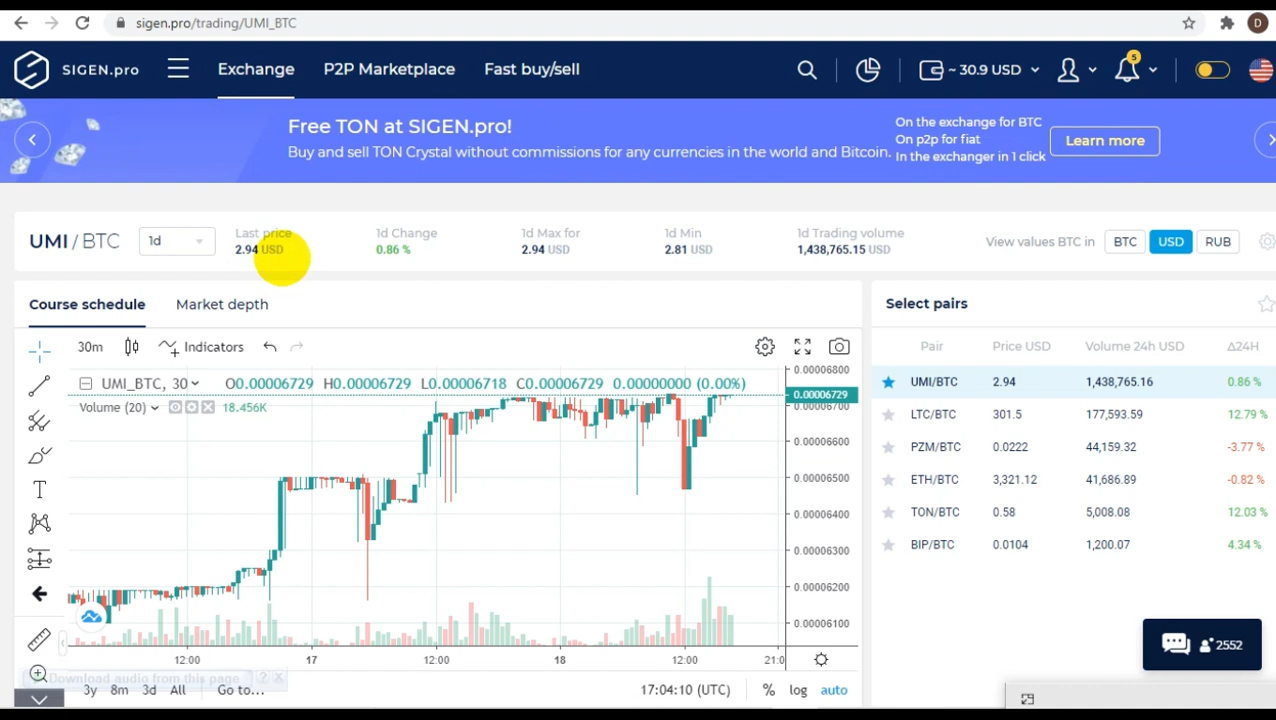 sigen.pro/trading/UMI_BTC
D
SIGEN.pro
Exchange
P2P Marketplace
Fast buy/sell
~ 30.9 USD
5
Free TON at SIGEN.pro!
Buy and sell TON Crystal without commissions for any currencies in the world and Bitcoin.
On the exchange for BTC
On p2p for fiat
In the exchanger in 1 click
Learn more
UMI / BTC
1d
Last price
2.94 USD
1d Change
0.86 %
1d Max for
2.94 USD
1d Min
2.81 USD
1d Trading volume
1,438,765.15 USD
View values BTC in
BTC
USD
RUB
Course schedule
Market depth
30m
Indicators
UMI_BTC, 30
O0.00006729 H0.00006729 L0.00006718 C0.00006729 0.00000000 (0.00%)
Volume (20)
18.456K
0.00006800
0.00006729
0.00006700
0.00006600
0.00006500
0.00006400
0.00006300
0.00006200
0.00006100
12:00 17 12:00 18 12:00 21:0
Download audio from this page
?
3y 8m 3d All Go to...
17:04:10 (UTC)
% log auto
Select pairs
Pair Price USD Volume 24h USD Δ24H
UMI/BTC 2.94 1,438,765.16 0.86 %
LTC/BTC 301.5 177,593.59 12.79 %
PZM/BTC 0.0222 44,159.32 -3.77 %
ETH/BTC 3,321.12 41,686.89 -0.82 %
TON/BTC 0.58 5,008.08 12.03 %
BIP/BTC 0.0104 1,200.07 4.34 %
2552